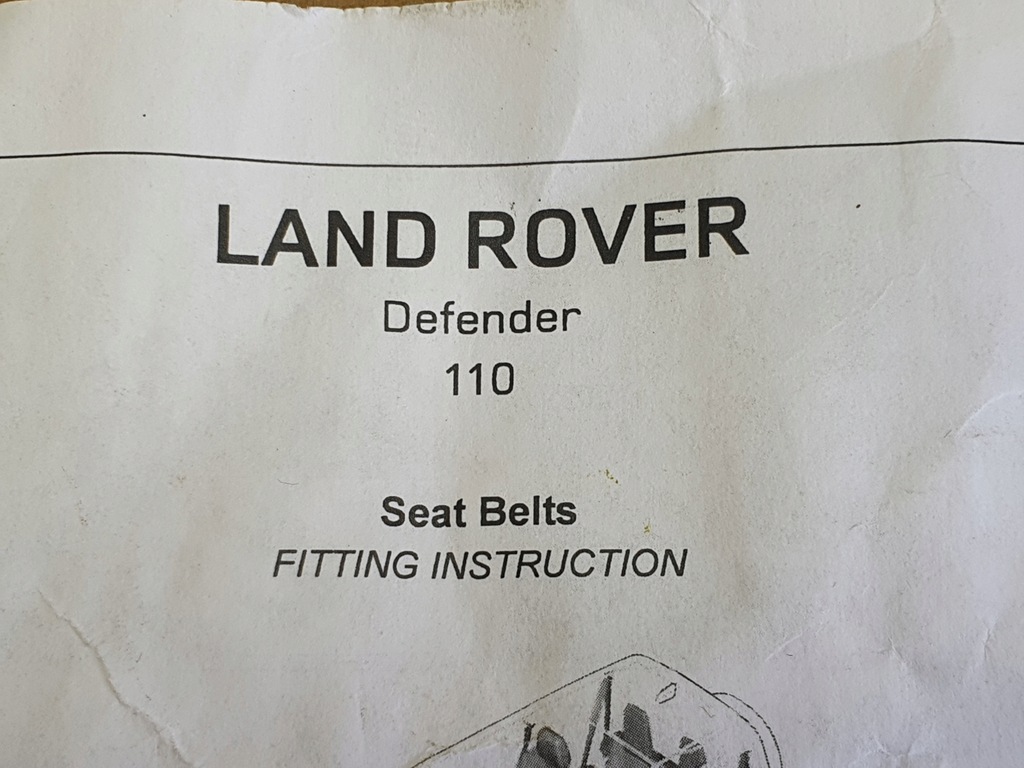 LAND ROVER
Defender
110
Seat Belts
FITTING INSTRUCTION